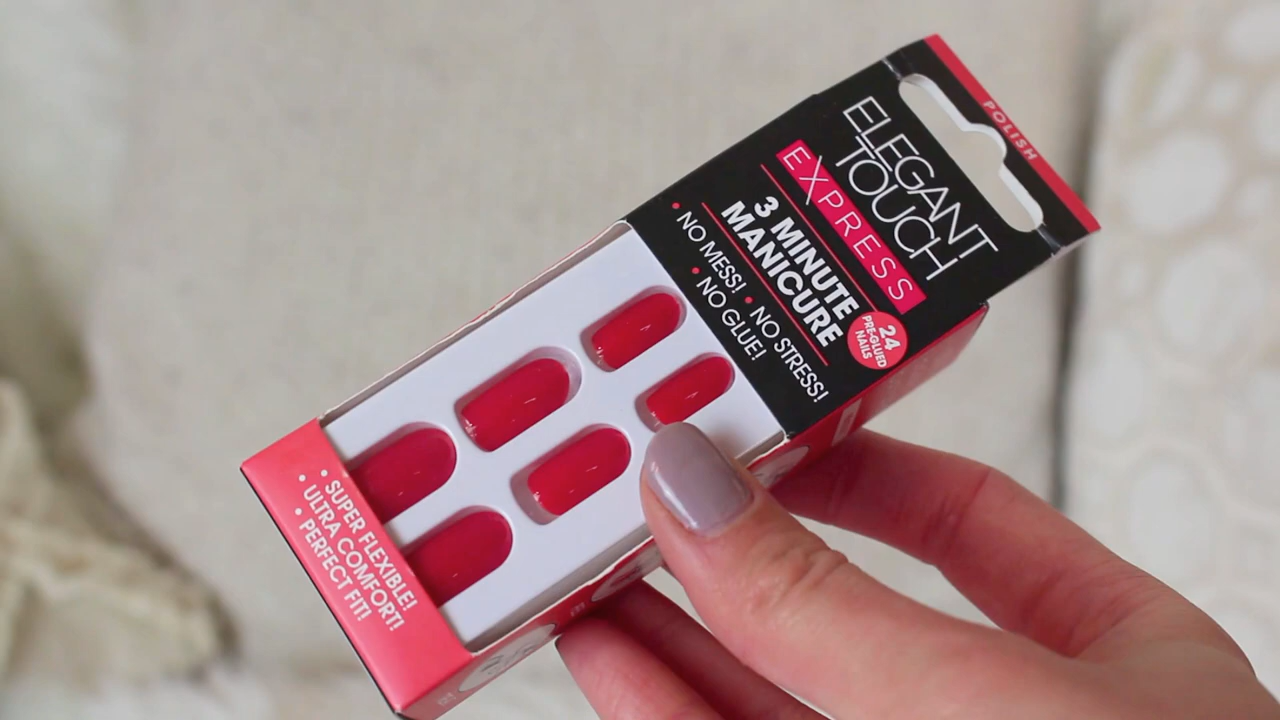 POLISH
ELEGANT
TOUCH
EXPRESS
3 MINUTE
MANICURE
• NO MESS! • NO STRESS!
• NO GLUE!
24
PRE-GLUED
NAILS
• SUPER FLEXIBLE!
• ULTRA COMFORT!
• PERFECT FIT!